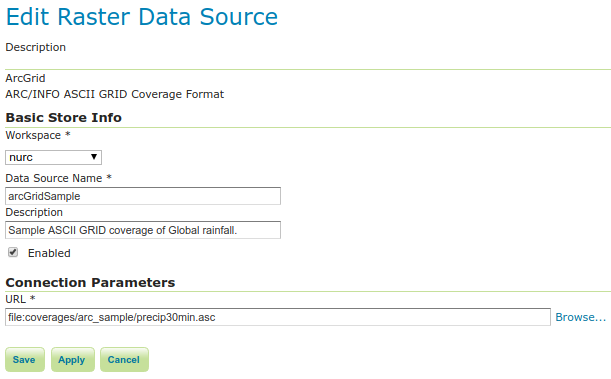 Edit Raster Data Source
Description
ArcGrid
ARC/INFO ASCII GRID Coverage Format
Basic Store Info
Workspace *
nurc
Data Source Name *
arcGridSample
Description
Sample ASCII GRID coverage of Global rainfall.
Enabled
Connection Parameters
URL *
file:coverages/arc_sample/precip30min.asc Browse...
Save Apply Cancel